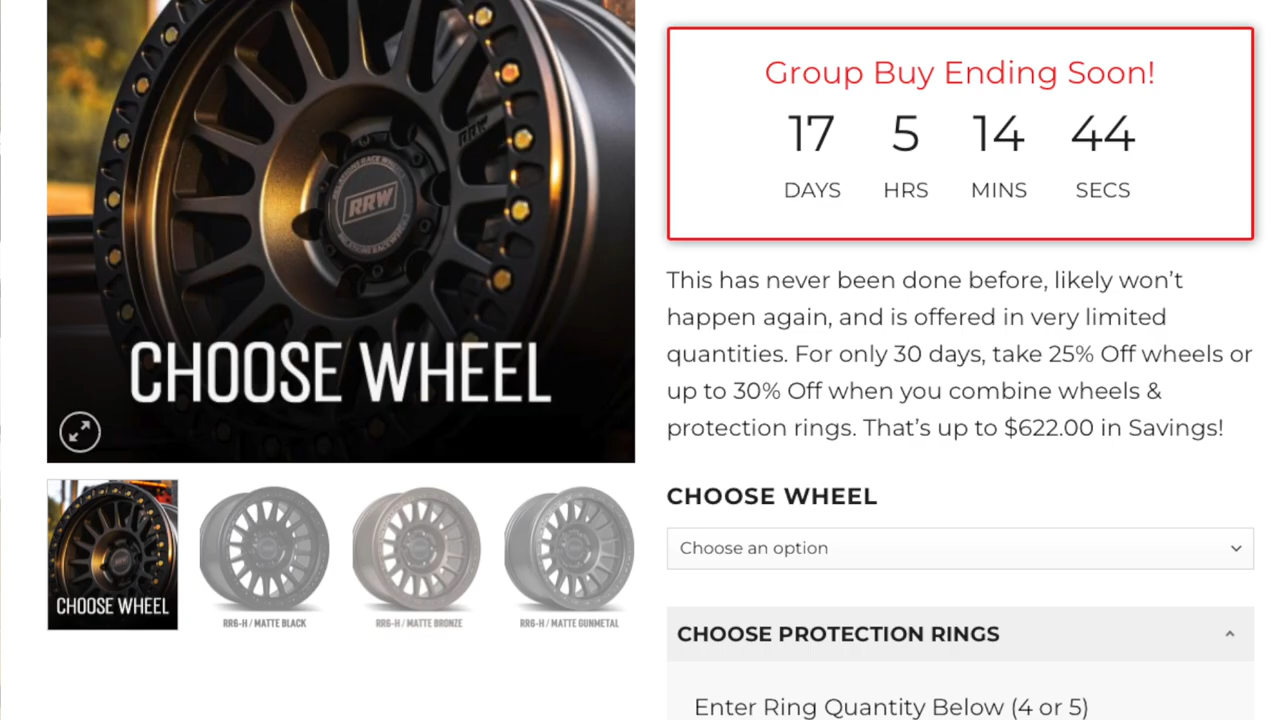 RRW
RRW
CHOOSE WHEEL
CHOOSE WHEEL
RR6-H / MATTE BLACK
RR6-H / MATTE BRONZE
RR6-H / MATTE GUNMETAL
Group Buy Ending Soon!
17 5 14 44
DAYS HRS MINS SECS
This has never been done before, likely won't
happen again, and is offered in very limited
quantities. For only 30 days, take 25% Off wheels or
up to 30% Off when you combine wheels &
protection rings. That's up to $622.00 in Savings!
CHOOSE WHEEL
Choose an option
CHOOSE PROTECTION RINGS
Enter Ring Quantity Below (4 or 5)